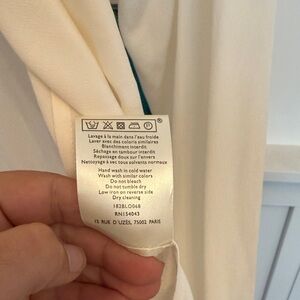 Lavage à la main dans l'eau froide
Laver avec des coloris similaires
Blanchiment interdit
Séchage en tambour interdit
Repassage doux sur l'envers
Nettoyage à sec tous solvants normaux
Hand wash in cold water
Wash with similar colors
Do not bleach
Do not tumble dry
Low iron on reverse side
Dry cleaning
182BLO068
RN154043
13 RUE D'UZÈS, 75002 PARIS